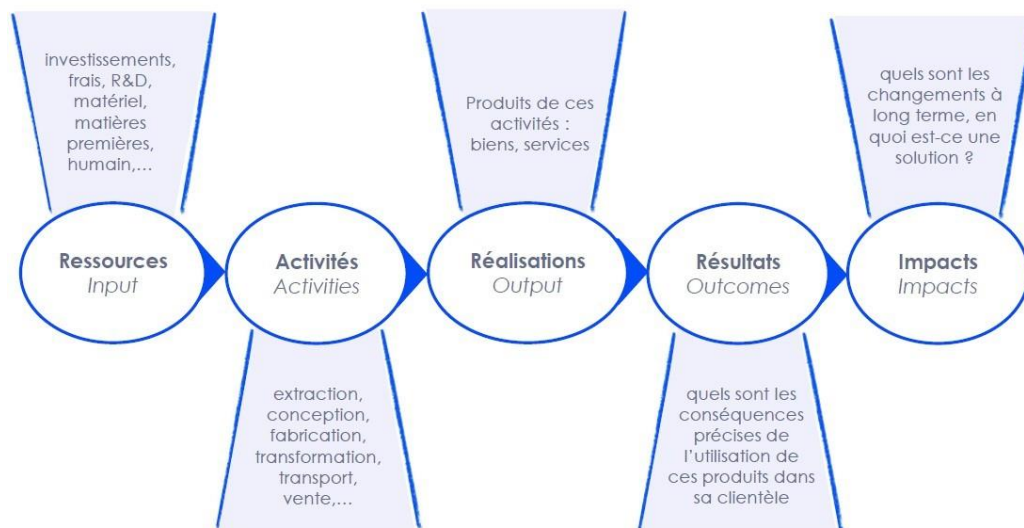 investissements,
frais, R&D,
matériel,
matières
premières,
humain,...
Produits de ces
activités :
biens, services
quels sont les
changements à
long terme, en
quoi est-ce une
solution ?
Ressources
Input
Activités
Activities
Réalisations
Output
Résultats
Outcomes
Impacts
Impacts
extraction,
conception,
fabrication,
transformation,
transport,
vente,...
quels sont les
conséquences
précises de
l'utilisation de
ces produits dans
sa clientèle